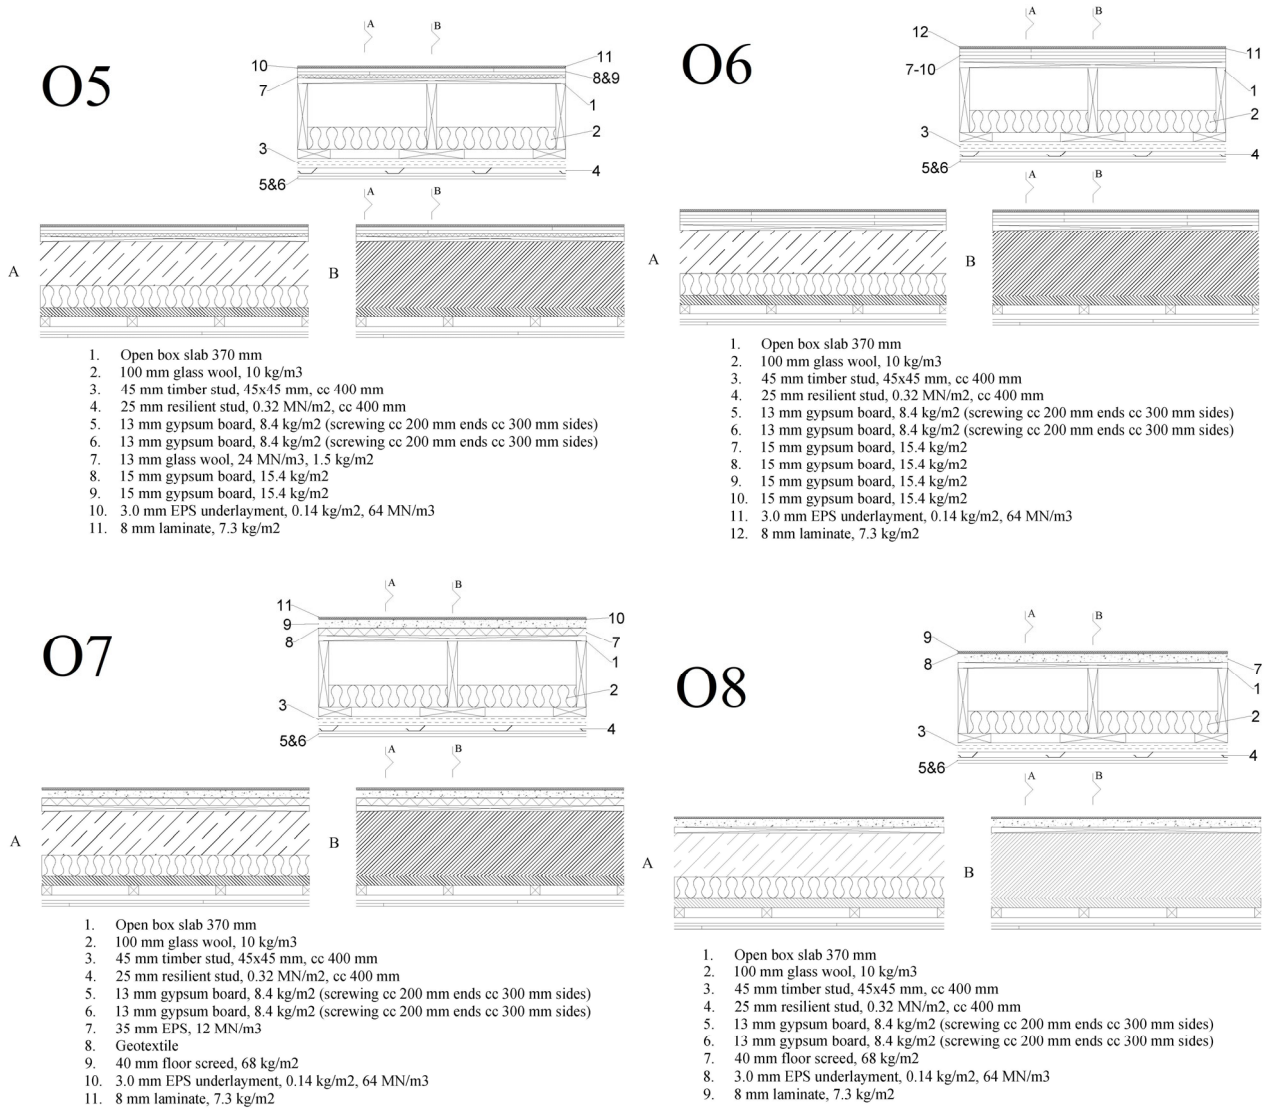 A
B
O5
10
11
7
8&9
1
2
3
4
5&6
A
B
A
B
1. Open box slab 370 mm
2. 100 mm glass wool, 10 kg/m3
3. 45 mm timber stud, 45x45 mm, cc 400 mm
4. 25 mm resilient stud, 0.32 MN/m2, cc 400 mm
5. 13 mm gypsum board, 8.4 kg/m2 (screwing cc 200 mm ends cc 300 mm sides)
6. 13 mm gypsum board, 8.4 kg/m2 (screwing cc 200 mm ends cc 300 mm sides)
7. 13 mm glass wool, 24 MN/m3, 1.5 kg/m2
8. 15 mm gypsum board, 15.4 kg/m2
9. 15 mm gypsum board, 15.4 kg/m2
10. 3.0 mm EPS underlayment, 0.14 kg/m2, 64 MN/m3
11. 8 mm laminate, 7.3 kg/m2
A
B
O6
12
11
7-10
1
2
3
4
5&6
A
B
A
B
1. Open box slab 370 mm
2. 100 mm glass wool, 10 kg/m3
3. 45 mm timber stud, 45x45 mm, cc 400 mm
4. 25 mm resilient stud, 0.32 MN/m2, cc 400 mm
5. 13 mm gypsum board, 8.4 kg/m2 (screwing cc 200 mm ends cc 300 mm sides)
6. 13 mm gypsum board, 8.4 kg/m2 (screwing cc 200 mm ends cc 300 mm sides)
7. 15 mm gypsum board, 15.4 kg/m2
8. 15 mm gypsum board, 15.4 kg/m2
9. 15 mm gypsum board, 15.4 kg/m2
10. 15 mm gypsum board, 15.4 kg/m2
11. 3.0 mm EPS underlayment, 0.14 kg/m2, 64 MN/m3
12. 8 mm laminate, 7.3 kg/m2
A
B
O7
11
10
9
8
7
1
2
3
4
5&6
A
B
A
B
1. Open box slab 370 mm
2. 100 mm glass wool, 10 kg/m3
3. 45 mm timber stud, 45x45 mm, cc 400 mm
4. 25 mm resilient stud, 0.32 MN/m2, cc 400 mm
5. 13 mm gypsum board, 8.4 kg/m2 (screwing cc 200 mm ends cc 300 mm sides)
6. 13 mm gypsum board, 8.4 kg/m2 (screwing cc 200 mm ends cc 300 mm sides)
7. 35 mm EPS, 12 MN/m3
8. Geotextile
9. 40 mm floor screed, 68 kg/m2
10. 3.0 mm EPS underlayment, 0.14 kg/m2, 64 MN/m3
11. 8 mm laminate, 7.3 kg/m2
A
B
O8
9
8
7
1
2
3
4
5&6
A
B
A
B
1. Open box slab 370 mm
2. 100 mm glass wool, 10 kg/m3
3. 45 mm timber stud, 45x45 mm, cc 400 mm
4. 25 mm resilient stud, 0.32 MN/m2, cc 400 mm
5. 13 mm gypsum board, 8.4 kg/m2 (screwing cc 200 mm ends cc 300 mm sides)
6. 13 mm gypsum board, 8.4 kg/m2 (screwing cc 200 mm ends cc 300 mm sides)
7. 40 mm floor screed, 68 kg/m2
8. 3.0 mm EPS underlayment, 0.14 kg/m2, 64 MN/m3
9. 8 mm laminate, 7.3 kg/m2